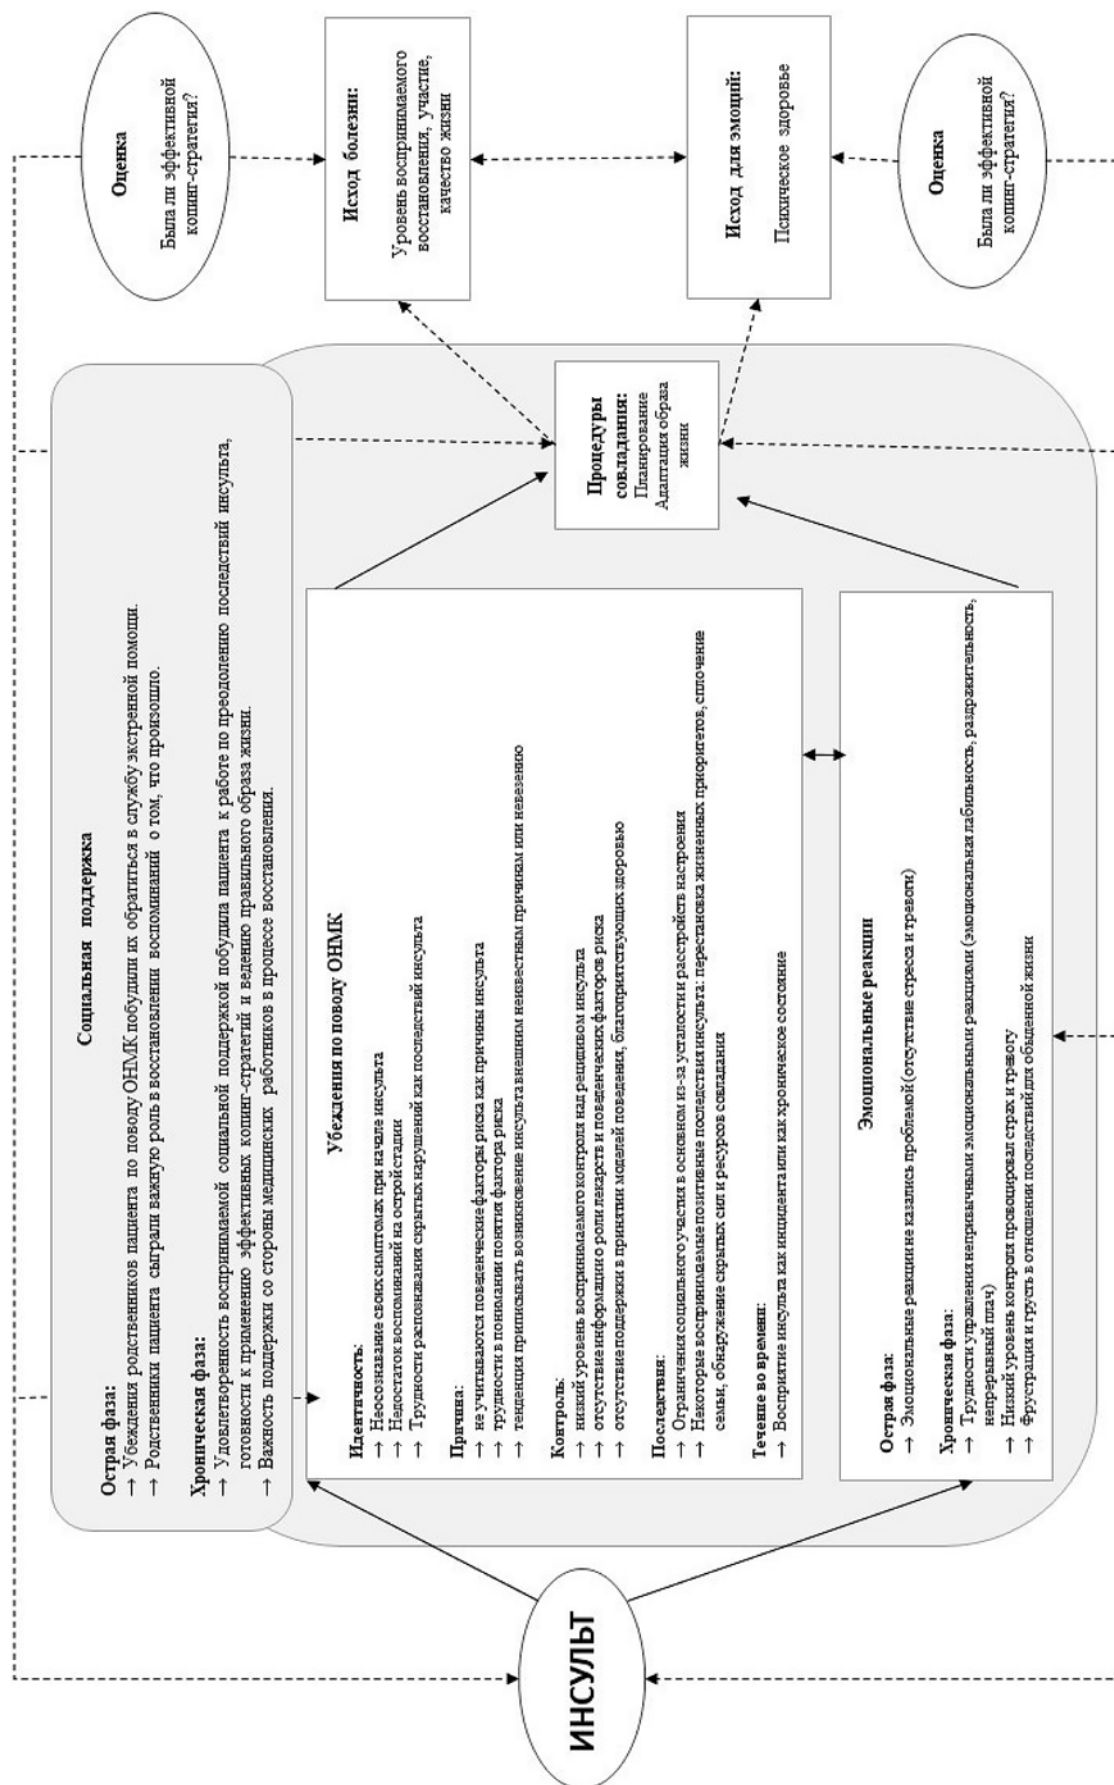 ИНСУЛЬТ
Социальная поддержка
Острая фаза:
→ Убеждения родственников пациента по поводу ОНМК побудили их обратиться в службу экстренной помощи.
→ Родственники пациента сыграли важную роль в восстановлении воспоминаний о том, что произошло.
Хроническая фаза:
→ Удовлетворенность воспринимаемой социальной поддержкой побудила пациента к работе по преодолению последствий инсульта,
готовности к применению эффективных копинг-стратегий и ведению правильного образа жизни.
→ Важность поддержки со стороны медицинских работников в процессе восстановления.
Убеждения по поводу ОНМК
Идентичность:
→ Неосознавание своих симптомах при начале инсульта
→ Недостаток воспоминаний на острой стадии
→ Трудности распознавания скрытых нарушений как последствий инсульта
Причина:
→ не учитываются поведенческие факторы риска как причины инсульта
→ трудности в понимании понятия фактора риска
→ тенденция приписывать возникновение инсульта внешним неизвестным причинам или невезению
Контроль:
→ низкий уровень воспринимаемого контроля над рецидивом инсульта
→ отсутствие информации о роли лекарств и поведенческих факторов риска
→ отсутствие поддержки в принятии моделей поведения, благоприятствующих здоровью
Последствия:
→ Ограничения социального участия в основном из-за усталости и расстройств настроения
→ Некоторые воспринимаемые позитивные последствия инсульта: перестановка жизненных приоритетов, сплочение
семьи, обнаружение скрытых сил и ресурсов совладания
Течение во времени:
→ Восприятие инсульта как инцидента или как хроническое состояние
Эмоциональные реакции
Острая фаза:
→ Эмоциональные реакции не казались проблемой (отсутствие стресса и тревоги)
Хроническая фаза:
→ Трудности управления непривычными эмоциональными реакциями (эмоциональная лабильность, раздражительность,
непрерывный плач)
→ Низкий уровень контроля провоцировал страх и тревогу
→ Фрустрация и грусть в отношении последствий для обыденной жизни
Процедуры
совладания:
Планирование
Адаптация образа
жизни
Оценка
Была ли эффективной
копинг-стратегия?
Исход болезни:
Уровень воспринимаемого
восстановления, участие,
качество жизни
Исход для эмоций:
Психическое здоровье
Оценка
Была ли эффективной
копинг-стратегия?